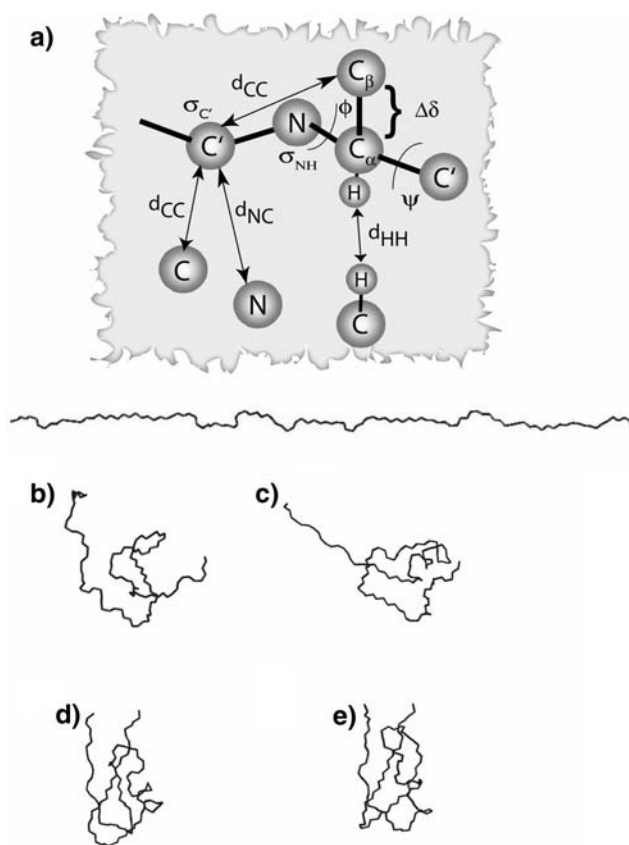 a)
d_CC
C_β
σ_C'
N
ϕ
Δδ
C'
σ_NH
C_α
C'
d_CC
d_NC
H
ψ
d_HH
C
N
H
C
b)
c)
d)
e)